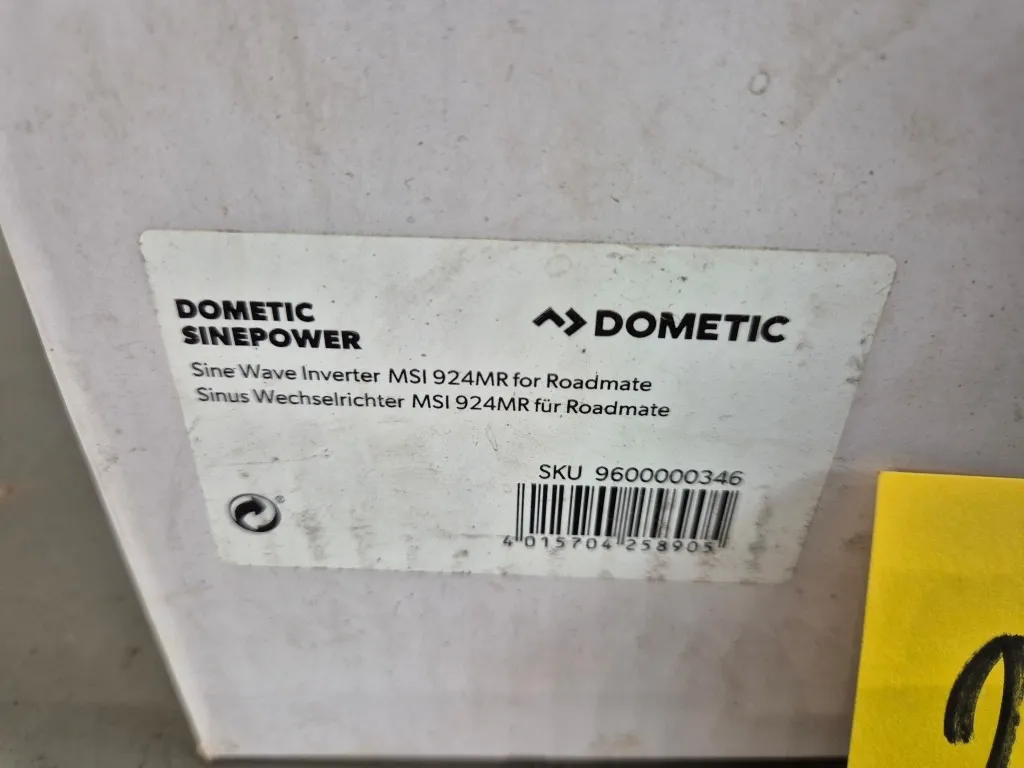 DOMETIC
SINEPOWER
DOMETIC
Sine Wave Inverter MSI 924MR for Roadmate
Sinus Wechselrichter MSI 924MR für Roadmate
SKU 9600000346
®
4 015704 258905